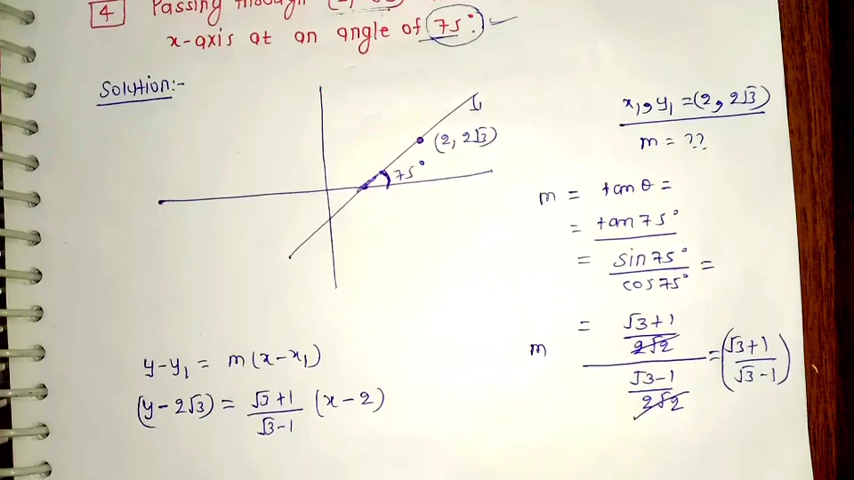 4 Passing through
x-axis at an angle of 75°.
Solution:-
L
(2, 2√3)
75°
y-y₁ = m(x-x₁)
(y-2√3) = √3+1/√3-1 (x-2)
x₁, y₁ = (2, 2√3)
m = ??
m = tan θ =
= tan 75°
= sin 75°/cos 75° =
m = √3+1/2√2 / √3-1/2√2 = (√3+1/√3-1)